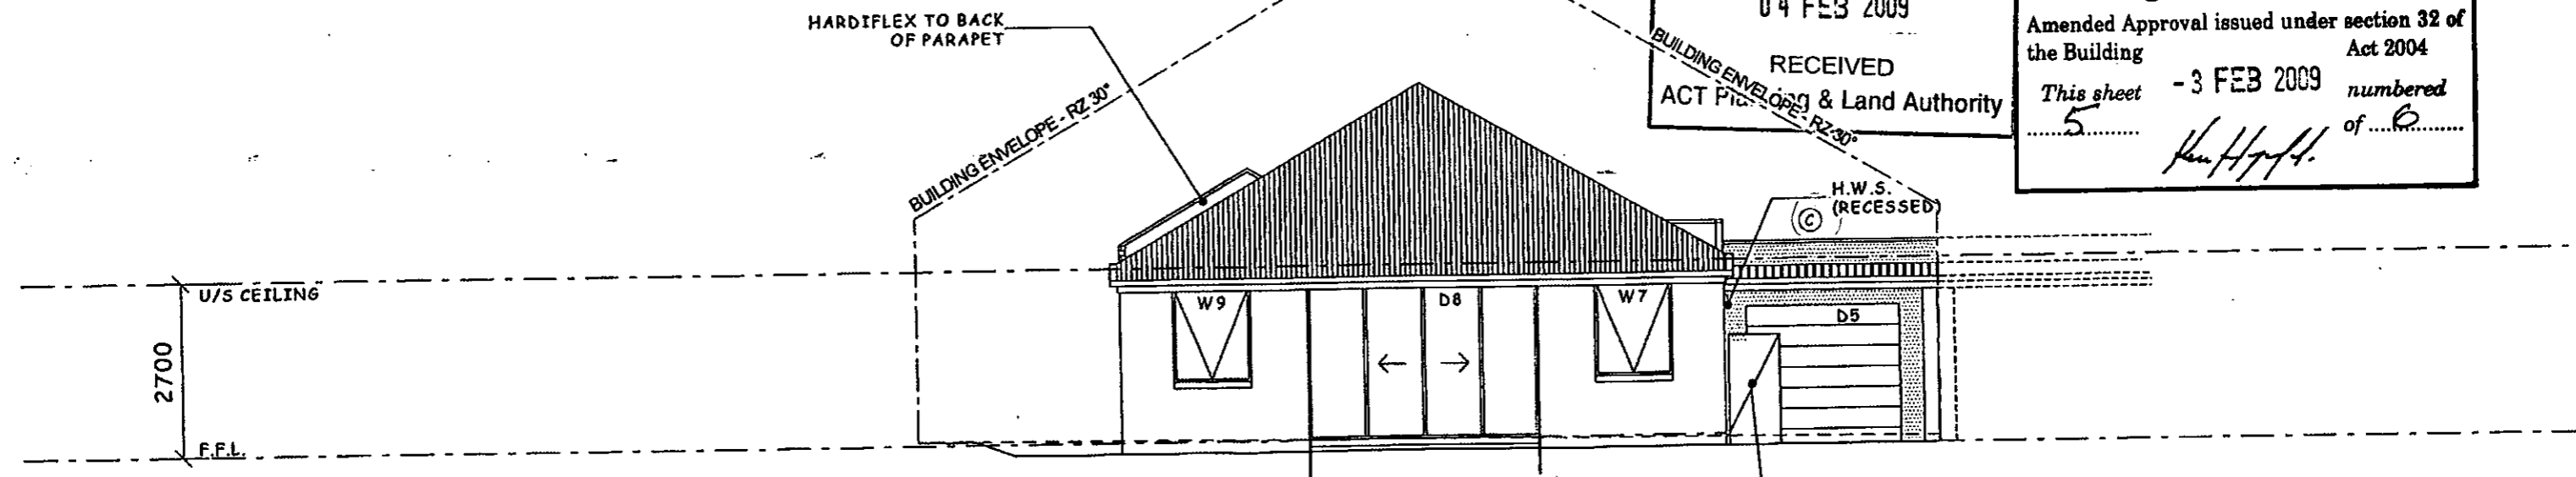 HARDIFLEX TO BACK
OF PARAPET
BUILDING ENVELOPE - RZ 30°
BUILDING ENVELOPE - RZ 30°
04 FEB 2009
RECEIVED
ACT & Land Authority
Amended Approval issued under section 32 of
the Building Act 2004
This sheet - 3 FEB 2009 numbered
5 of 6
H.W.S.
(RECESSED)
C
U/S CEILING
W9
D8
W7
D5
2700
F.F.L.